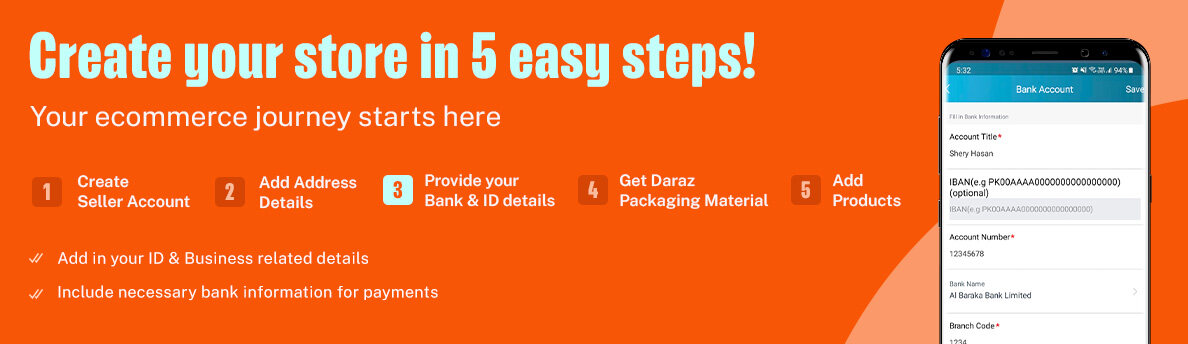 Create your store in 5 easy steps!
Your ecommerce journey starts here
1 Create
Seller Account
2 Add Address
Details
3 Provide your
Bank & ID details
4 Get Daraz
Packaging Material
5 Add
Products
Add in your ID & Business related details
Include necessary bank information for payments
5:32 94%
Bank Account Save
Fill in Bank Information
Account Title*
Shery Hasan
IBAN(e.g PK00AAAA0000000000000000)
(optional)
IBAN(e.g PK00AAAA0000000000000000)
Account Number*
12345678
Bank Name
Al Baraka Bank Limited
Branch Code*
1234